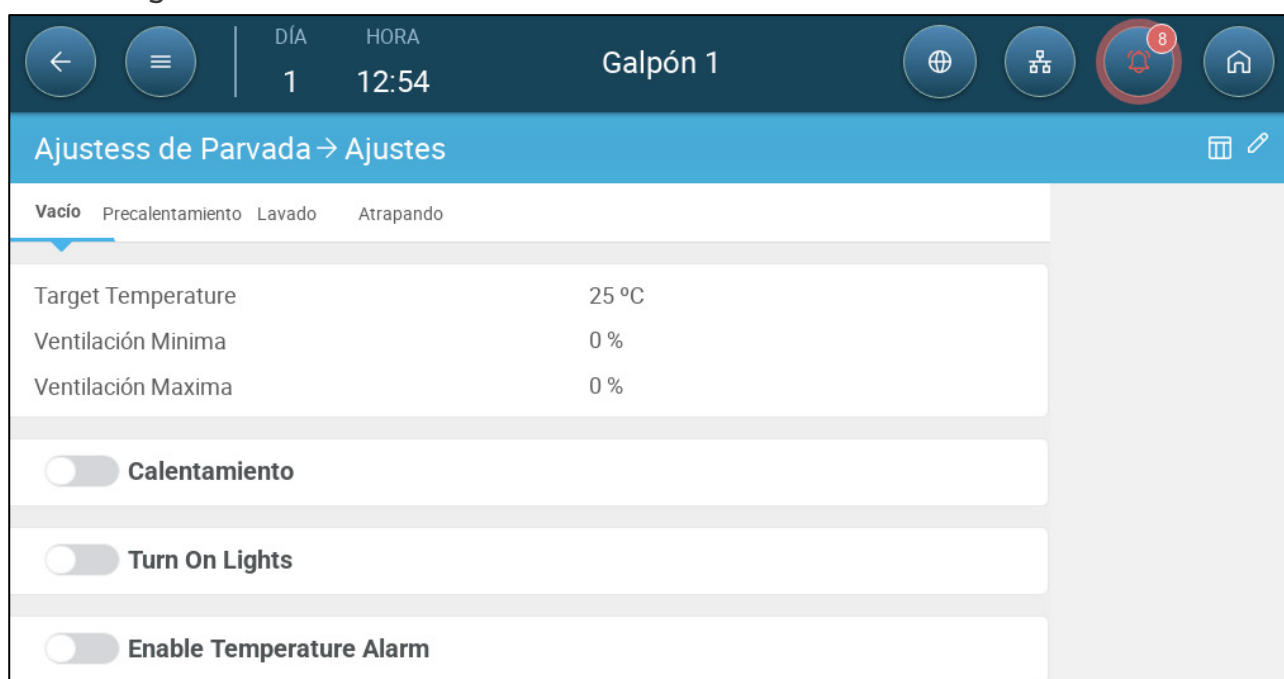 DÍA HORA
1 12:54 Galpón 1 8
Ajustess de Parvada → Ajustes
Vacío Precalentamiento Lavado Atrapando
Target Temperature 25 ºC
Ventilación Minima 0 %
Ventilación Maxima 0 %
Calentamiento
Turn On Lights
Enable Temperature Alarm